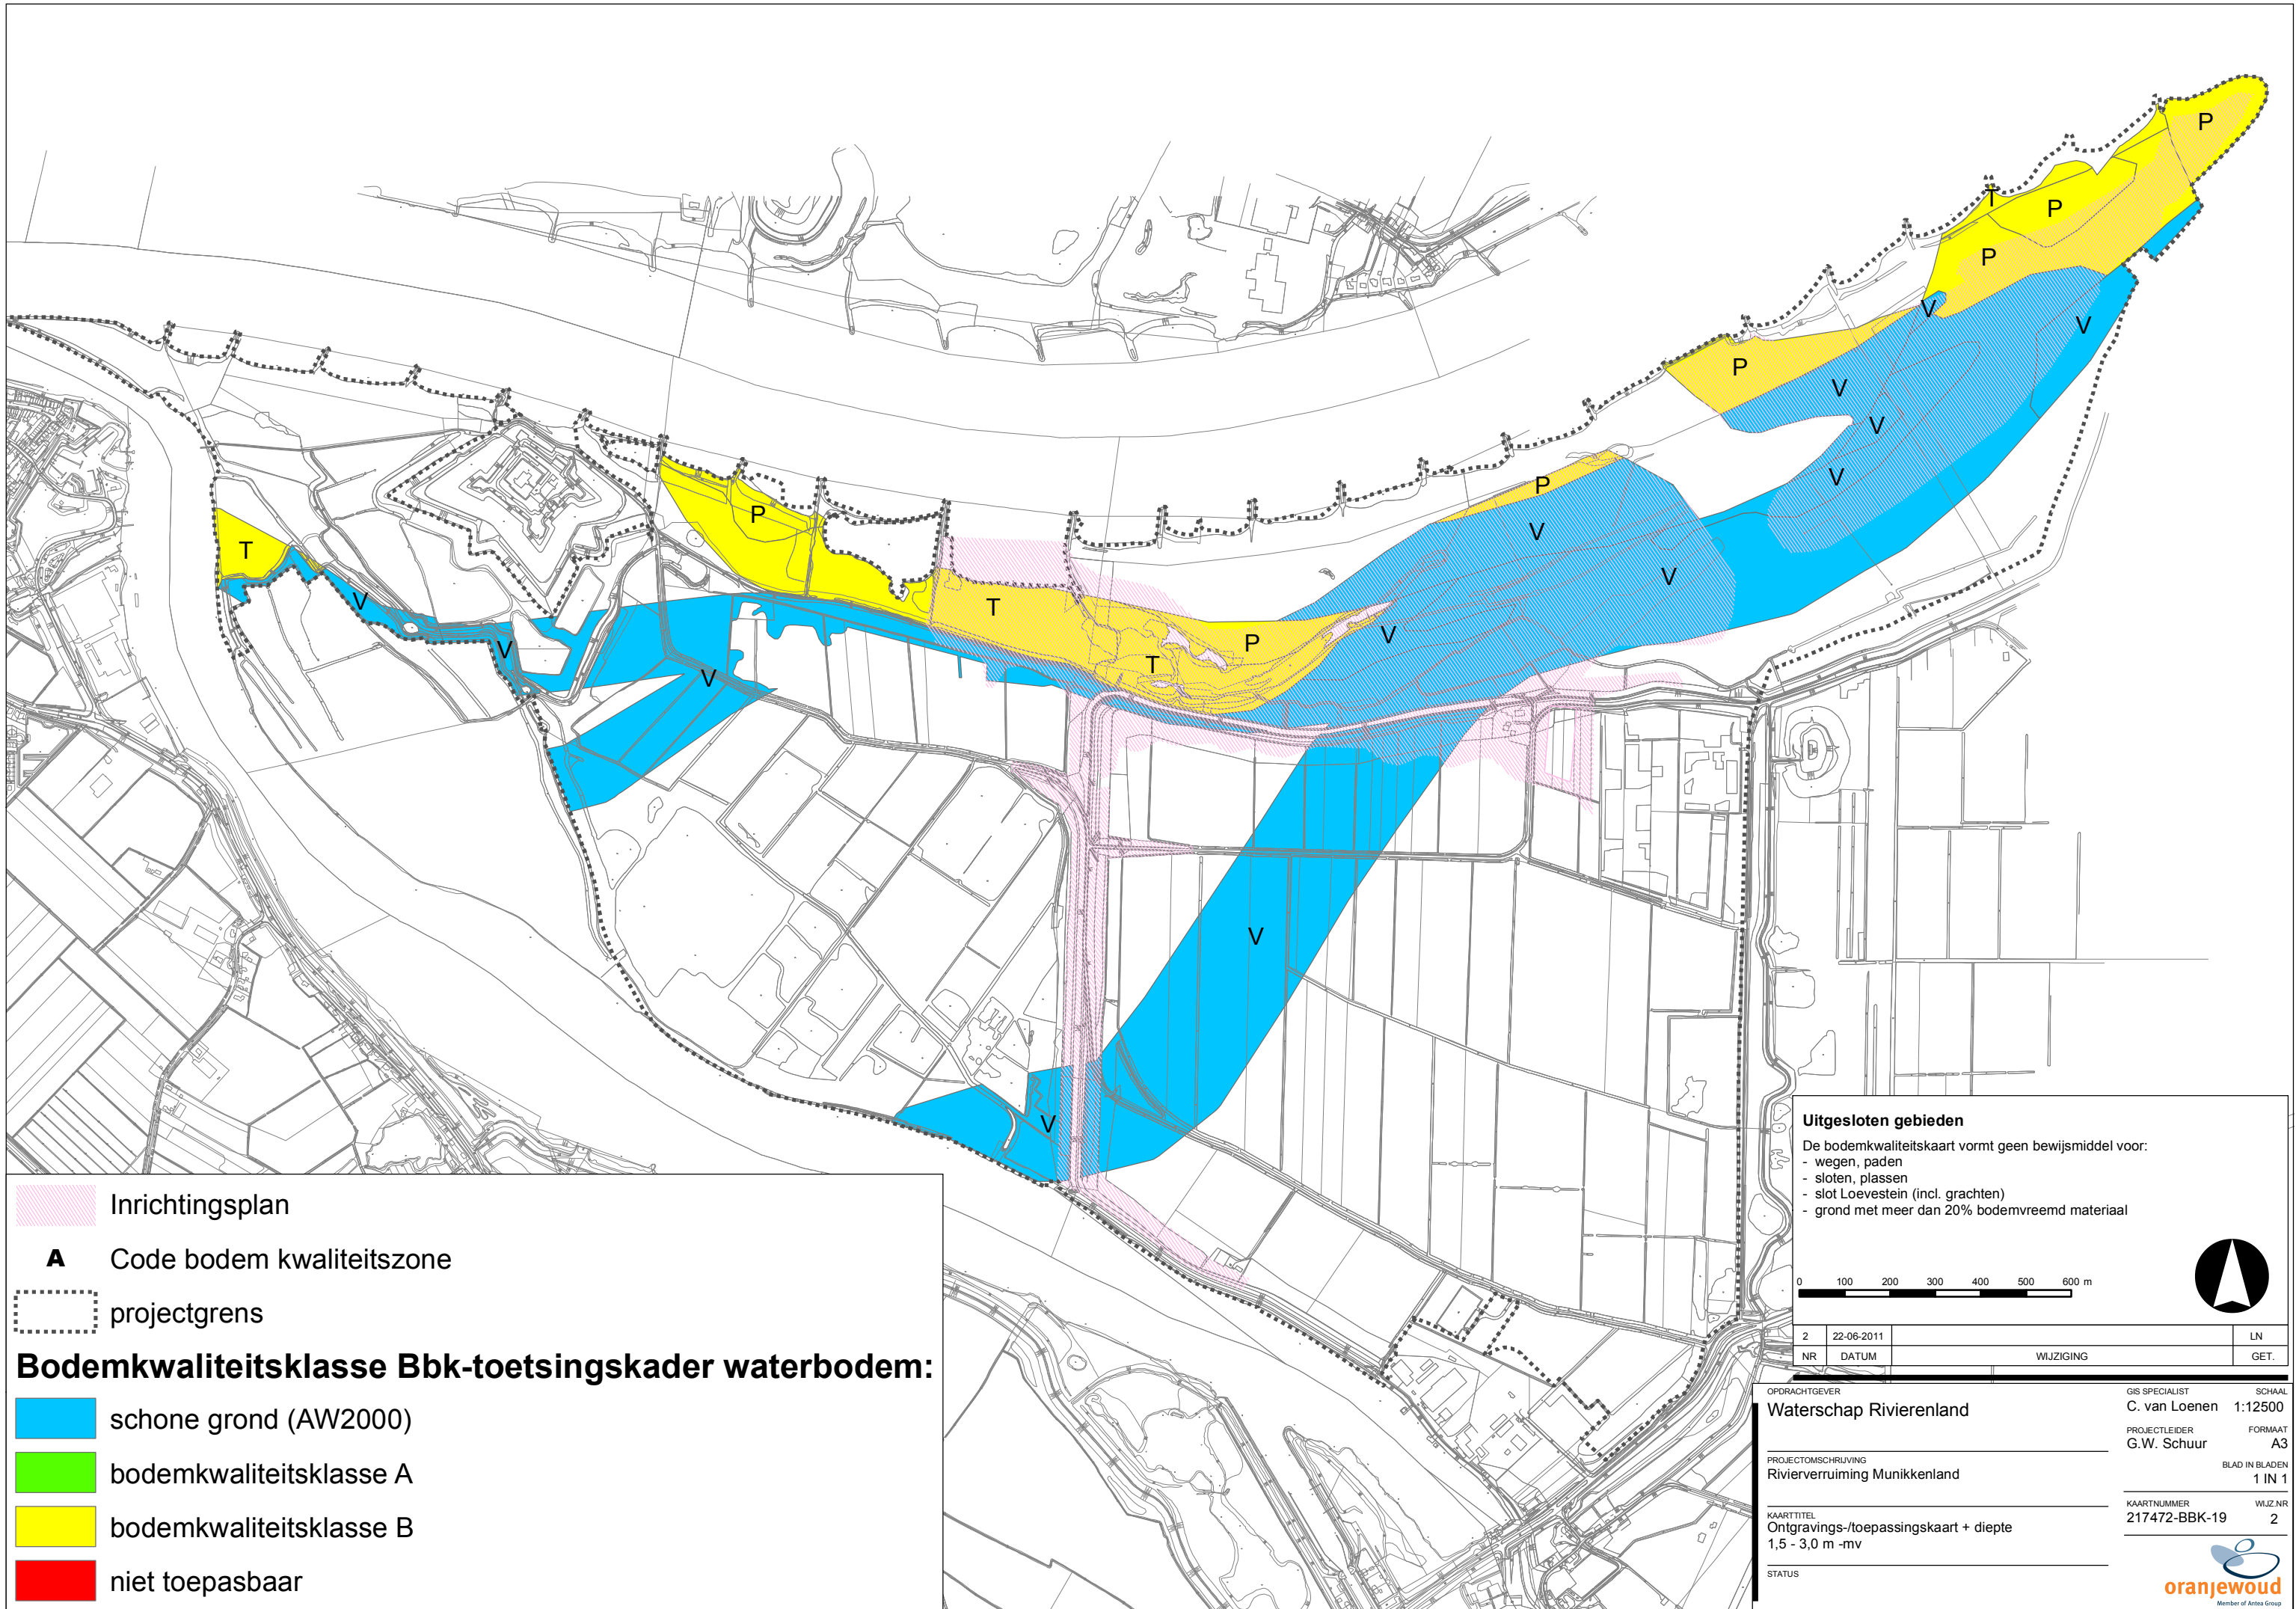 P
T
P
P
V
V
P
V
V
V
P
V
V
P
T
V
T
P
V
T
V
V
V
V
V
Uitgesloten gebieden
De bodemkwaliteitskaart vormt geen bewijsmiddel voor:
- wegen, paden
- sloten, plassen
- slot Loevestein (incl. grachten)
- grond met meer dan 20% bodemvreemd materiaal
0 100 200 300 400 500 600 m
2 22-06-2011 LN
NR DATUM WIJZIGING GET.
OPDRACHTGEVER
Waterschap Rivierenland
PROJECTOMSCHRIJVING
Rivierverruiming Munikkenland
KAARTTITEL
Ontgravings-/toepassingskaart + diepte
1,5 - 3,0 m -mv
STATUS
GIS SPECIALIST SCHAAL
C. van Loenen 1:12500
PROJECTLEIDER FORMAAT
G.W. Schuur A3
BLAD IN BLADEN
1 IN 1
KAARTNUMMER WIJZ.NR
217472-BBK-19 2
oranjewoud
Member of Antea Group
Inrichtingsplan
A Code bodem kwaliteitszone
projectgrens
Bodemkwaliteitsklasse Bbk-toetsingskader waterbodem:
schone grond (AW2000)
bodemkwaliteitsklasse A
bodemkwaliteitsklasse B
niet toepasbaar